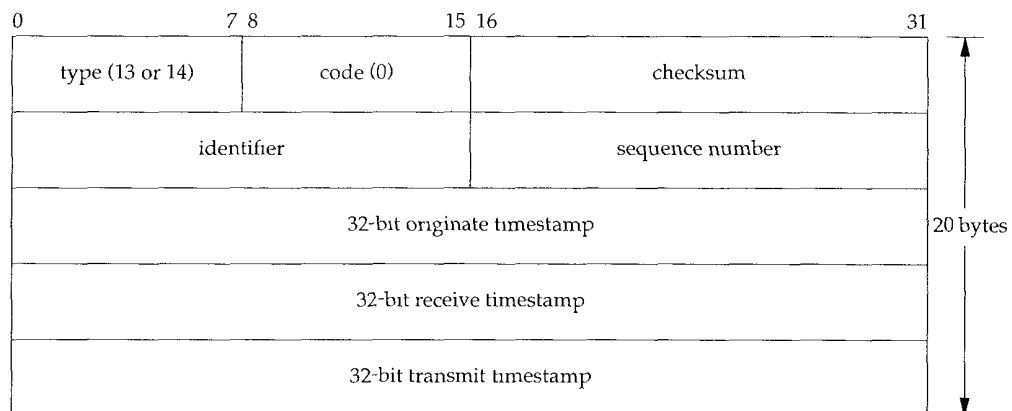 0 7 8 15 16 31
type (13 or 14) code (0) checksum
identifier sequence number
32-bit originate timestamp
20 bytes
32-bit receive timestamp
32-bit transmit timestamp